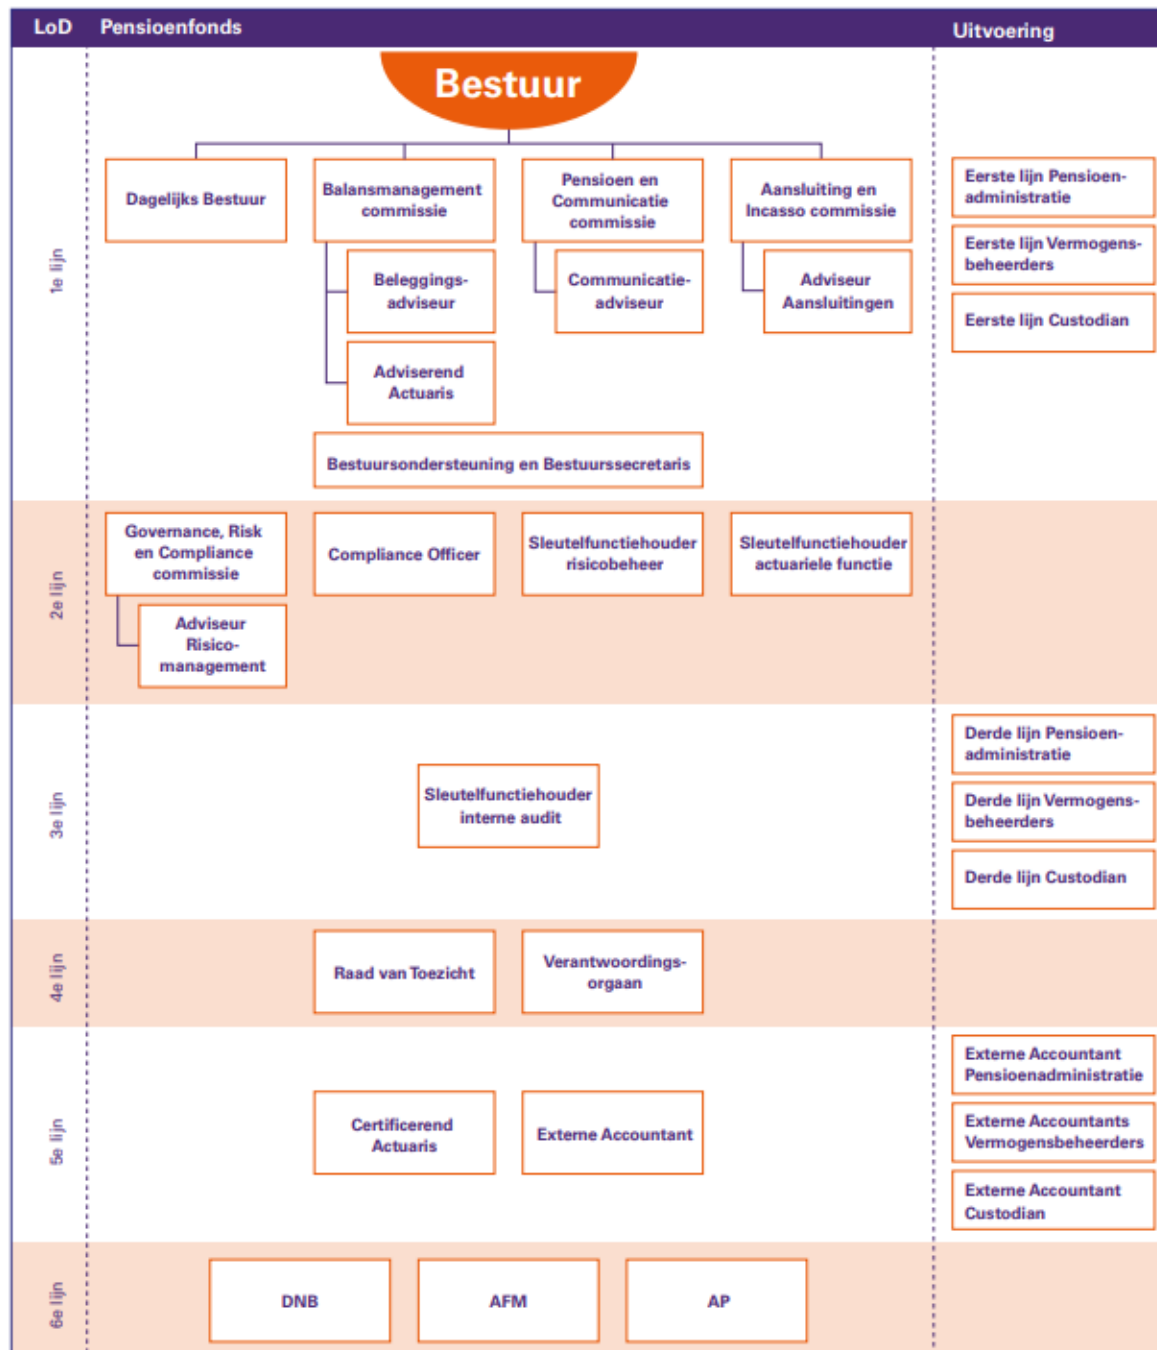 LoD Pensioenfonds Uitvoering
Bestuur
Dagelijks Bestuur
Balansmanagement
commissie
Pensioen en
Communicatie
commissie
Aansluiting en
Incasso commissie
Beleggings-
adviseur
Communicatie-
adviseur
Adviseur
Aansluitingen
Adviserend
Actuaris
Bestuursondersteuning en Bestuurssecretaris
1e lijn
Eerste lijn Pensioen-
administratie
Eerste lijn Vermogens-
beheerders
Eerste lijn Custodian
2e lijn
Governance, Risk
en Compliance
commissie
Compliance Officer
Sleutelfunctiehouder
risicobeheer
Sleutelfunctiehouder
actuariele functie
Adviseur
Risico-
management
3e lijn
Sleutelfunctiehouder
interne audit
Derde lijn Pensioen-
administratie
Derde lijn Vermogens-
beheerders
Derde lijn Custodian
4e lijn
Raad van Toezicht
Verantwoordings-
orgaan
5e lijn
Certificerend
Actuaris
Externe Accountant
Externe Accountant
Pensioenadministratie
Externe Accountants
Vermogensbeheerders
Externe Accountant
Custodian
6e lijn
DNB
AFM
AP